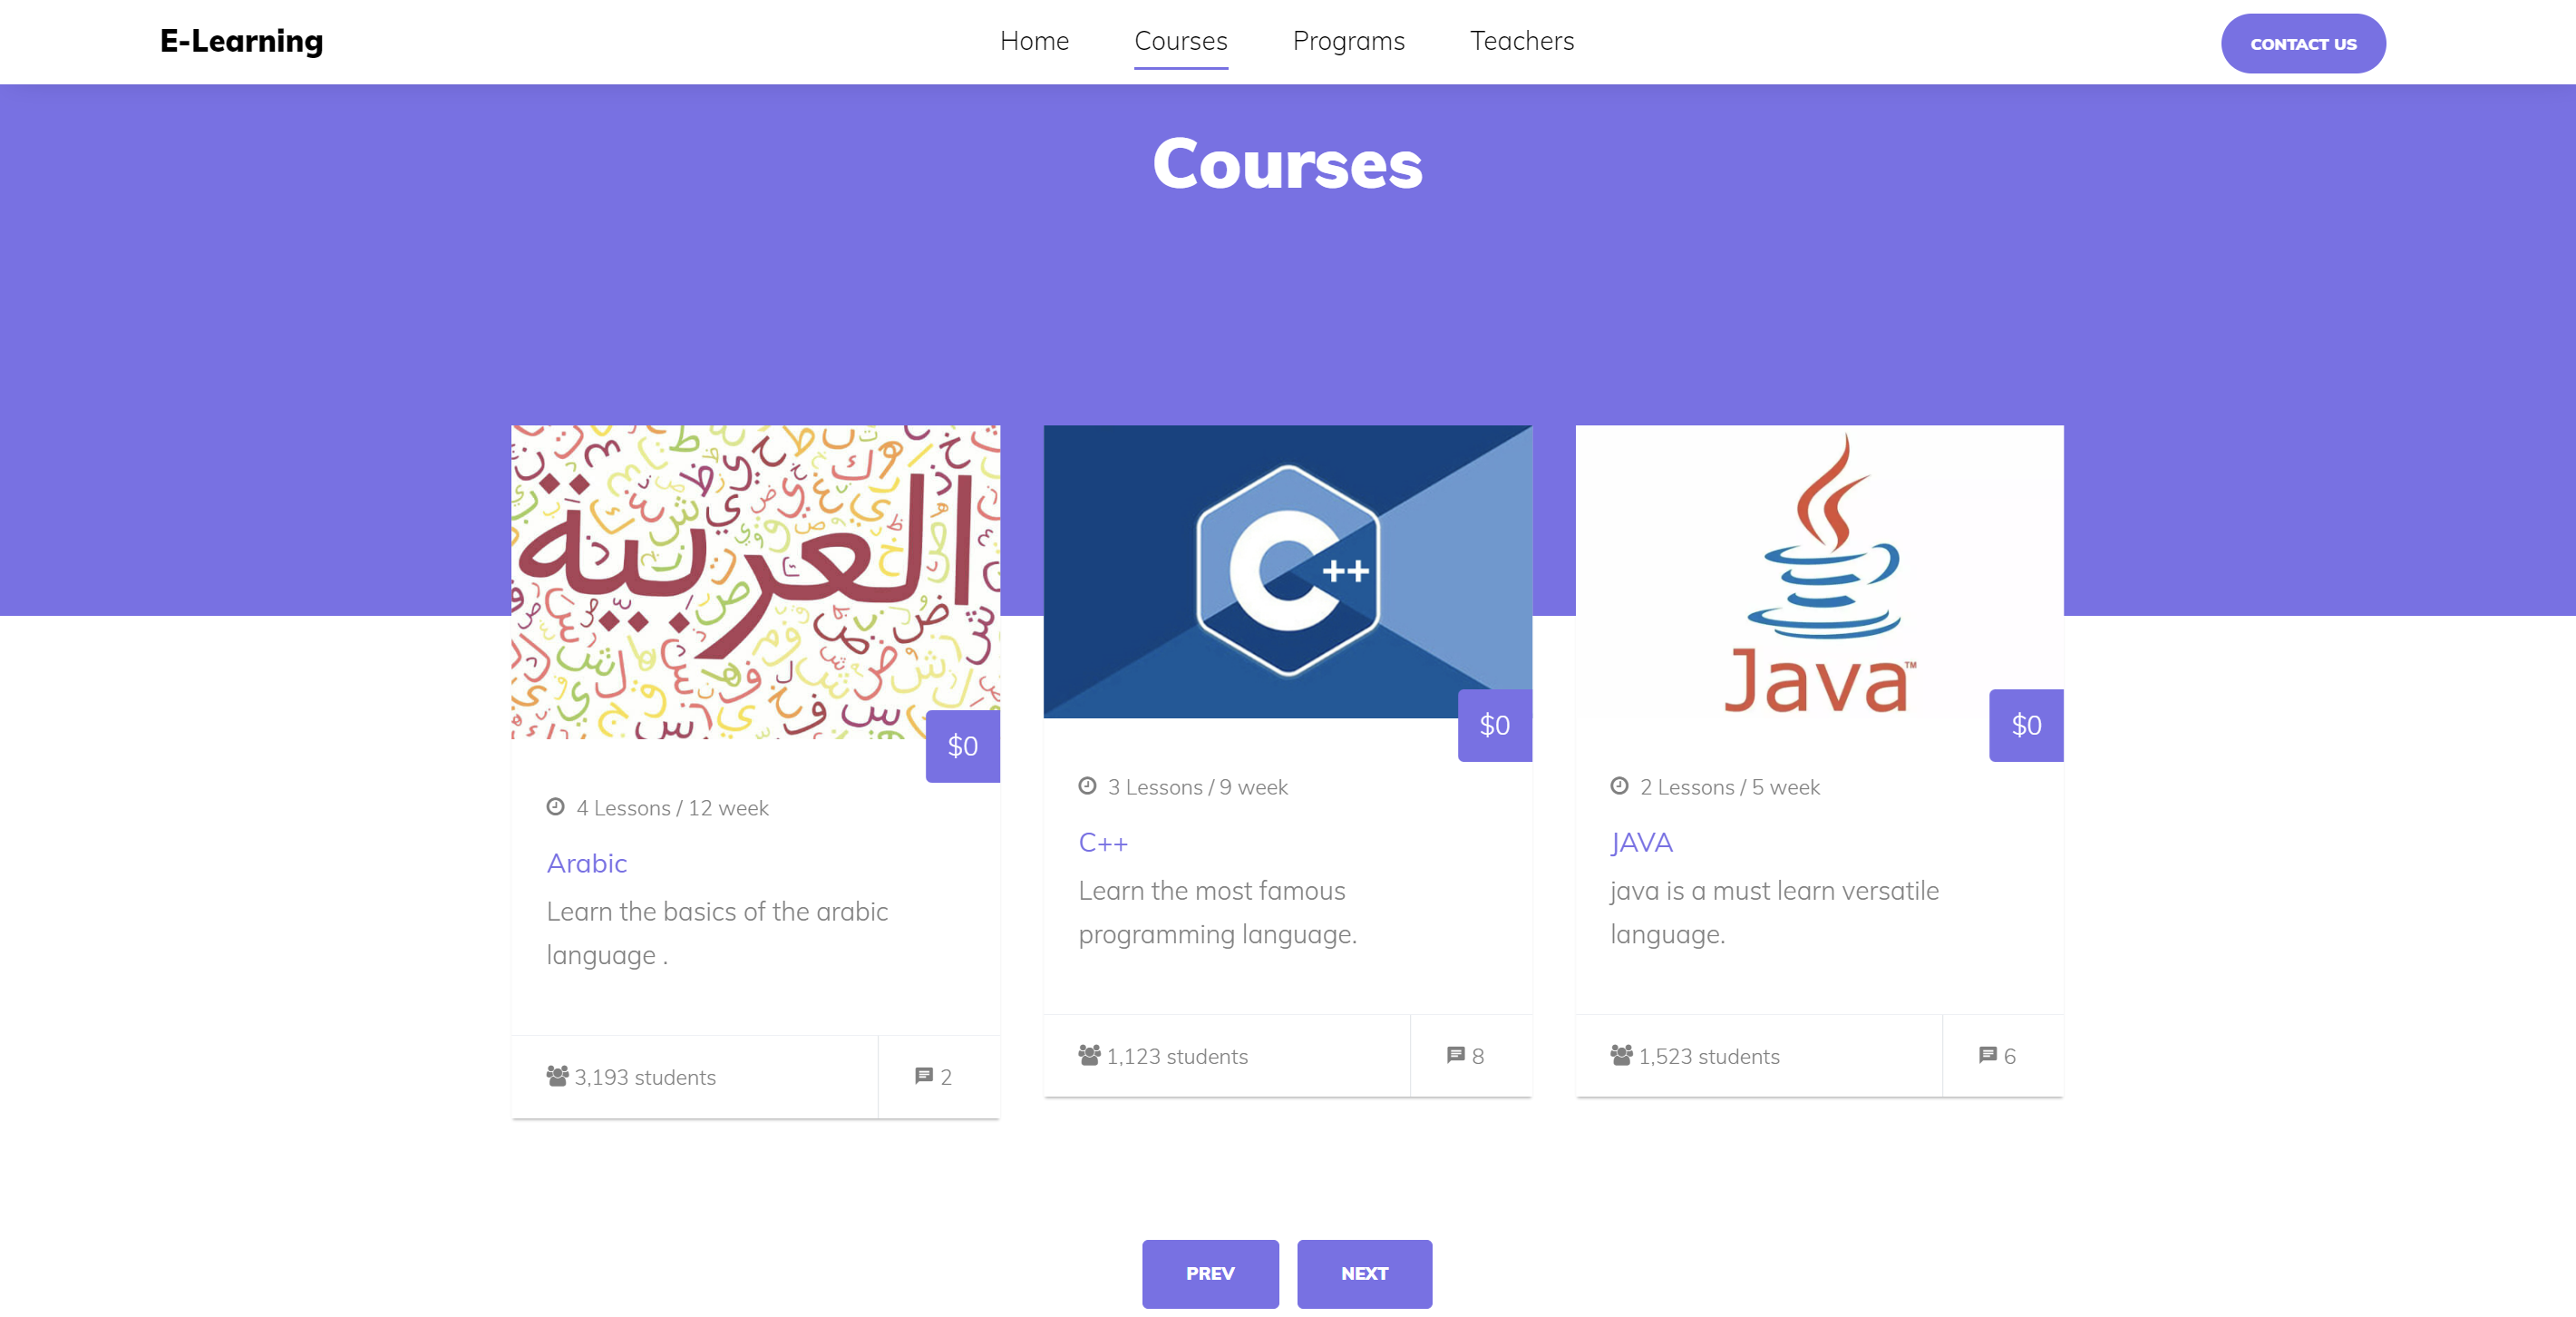 E-Learning
Home Courses Programs Teachers
CONTACT US
Courses
العربية
$0
4 Lessons / 12 week
Arabic
Learn the basics of the arabic
language .
3,193 students
2
C++
$0
3 Lessons / 9 week
C++
Learn the most famous
programming language.
1,123 students
8
Java™
$0
2 Lessons / 5 week
JAVA
java is a must learn versatile
language.
1,523 students
6
PREV
NEXT